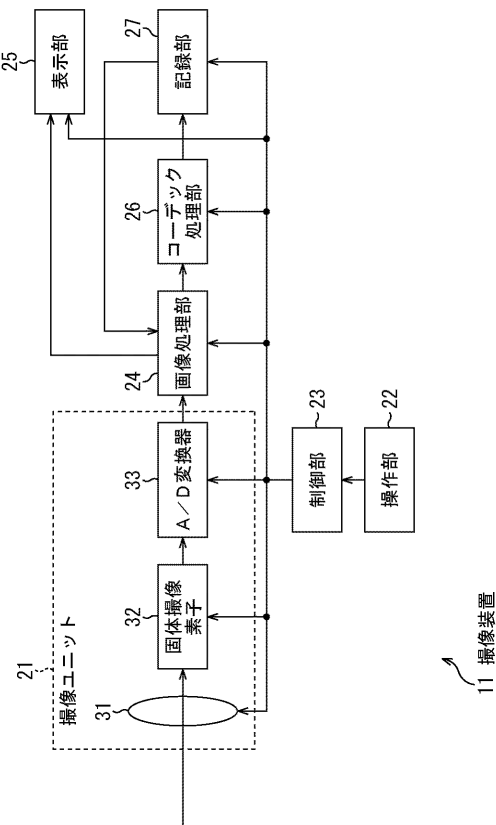 21
撮像ユニット
31
32
固体撮像
素子
33
A/D変換器
24
画像処理部
26
コーデック
処理部
27
記録部
25
表示部
23
制御部
22
操作部
11 撮像装置